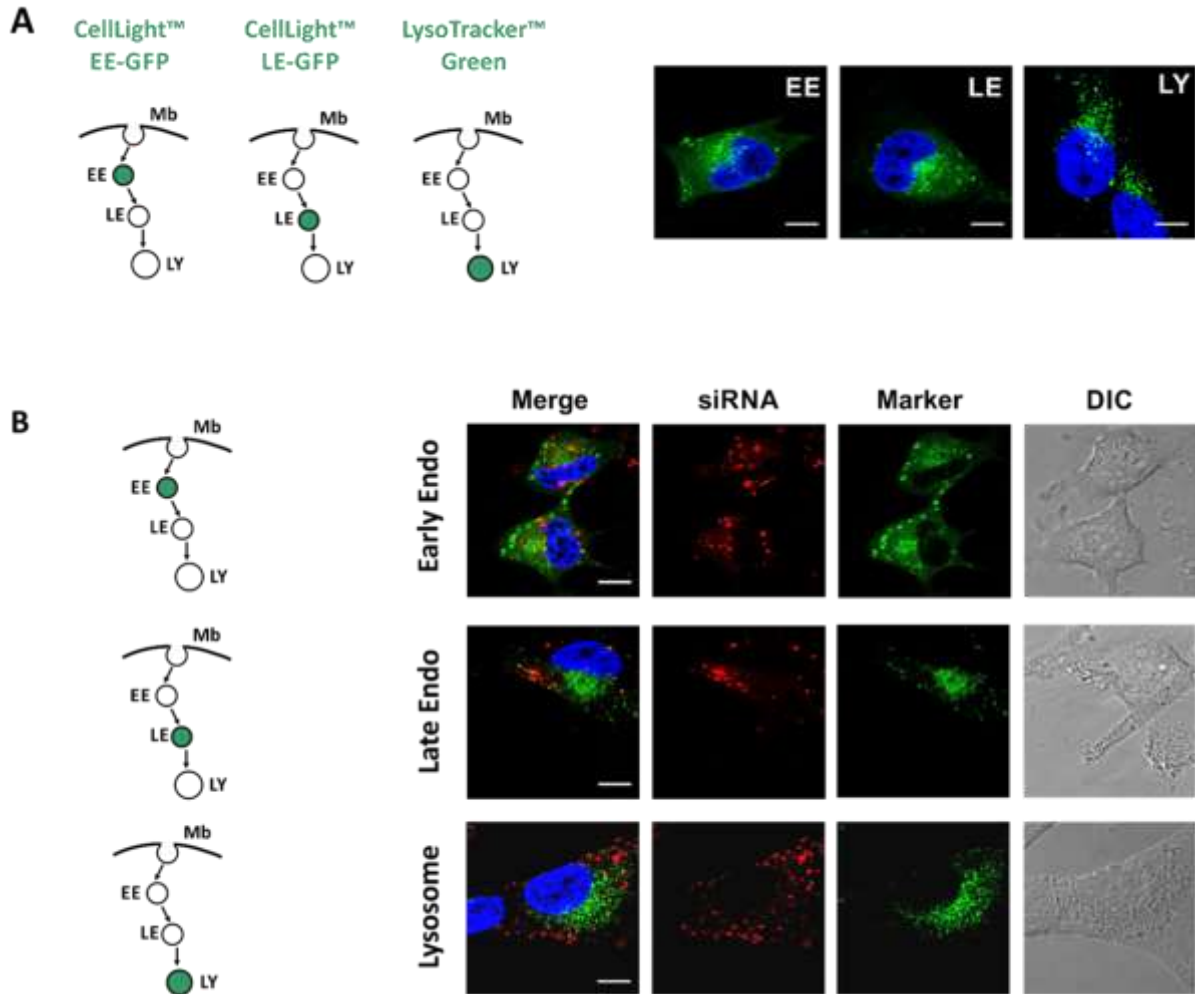 A
CellLight™
EE-GFP
CellLight™
LE-GFP
LysoTracker™
Green
Mb
EE
LE
LY
Mb
EE
LE
LY
Mb
EE
LE
LY
EE
LE
LY
B
Merge
siRNA
Marker
DIC
Mb
EE
LE
LY
Early Endo
Mb
EE
LE
LY
Late Endo
Mb
EE
LE
LY
Lysosome